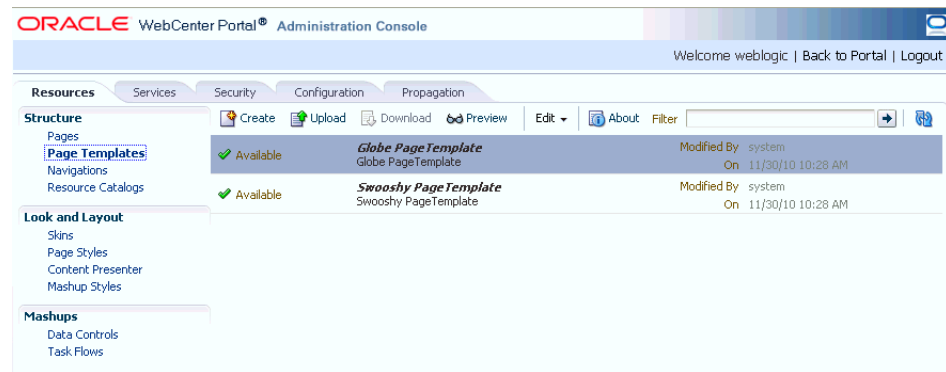 ORACLE WebCenter Portal® Administration Console
Welcome weblogic | Back to Portal | Logout
Resources Services Security Configuration Propagation
Structure
Pages
Page Templates
Navigations
Resource Catalogs
Look and Layout
Skins
Page Styles
Content Presenter
Mashup Styles
Mashups
Data Controls
Task Flows
Create Upload Download Preview Edit About Filter
Available Globe PageTemplate Modified By system
Globe PageTemplate On 11/30/10 10:28 AM
Available Swooshy PageTemplate Modified By system
Swooshy PageTemplate On 11/30/10 10:28 AM